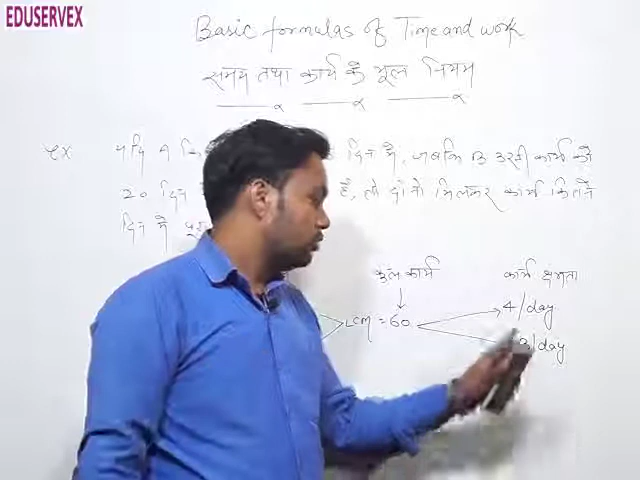 EDUSERVEX
Basic formulas of Time and work
समय तथा कार्य के मूल नियम
ex यदि A दिन में, जबकि B उसी कार्य को
20 दिन है, तो दोनो मिलकर कार्य कितने
दिन में
कुल कार्य कार्य क्षमता
LCM = 60 4/day
3/day